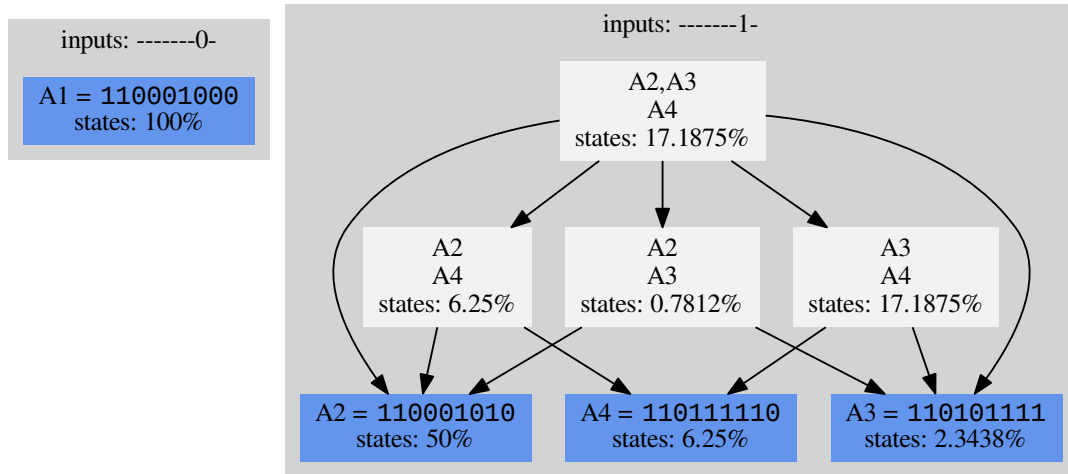 inputs: -------0-
A1 = 110001000
states: 100%
inputs: -------1-
A2,A3
A4
states: 17.1875%
A2
A4
states: 6.25%
A2
A3
states: 0.7812%
A3
A4
states: 17.1875%
A2 = 110001010
states: 50%
A4 = 110111110
states: 6.25%
A3 = 110101111
states: 2.3438%